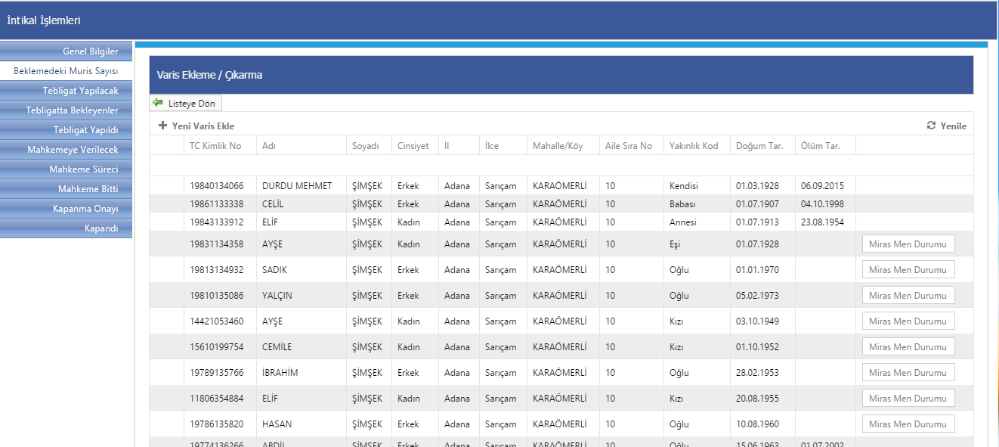 İntikal İşlemleri
Genel Bilgiler
Beklemedeki Muris Sayısı
Tebligat Yapılacak
Tebligatta Bekleyenler
Tebligat Yapıldı
Mahkemeye Verilecek
Mahkeme Süreci
Mahkeme Bitti
Kapanma Onayı
Kapandı
Varis Ekleme / Çıkarma
Listeye Dön
Yeni Varis Ekle Yenile
TC Kimlik No Adı Soyadı Cinsiyet İl İlce Mahalle/Köy Aile Sıra No Yakınlık Kod Doğum Tar. Ölüm Tar.
19840134066 DURDU MEHMET ŞİMŞEK Erkek Adana Sarıçam KARAÖMERLİ 10 Kendisi 01.03.1928 06.09.2015
19861133338 CELİL ŞİMŞEK Erkek Adana Sarıçam KARAÖMERLİ 10 Babası 01.07.1907 04.10.1998
19843133912 ELİF ŞİMŞEK Kadın Adana Sarıçam KARAÖMERLİ 10 Annesi 01.07.1913 23.08.1954
19831134358 AYŞE ŞİMŞEK Kadın Adana Sarıçam KARAÖMERLİ 10 Eşi 01.07.1928 Miras Men Durumu
19813134932 SADIK ŞİMŞEK Erkek Adana Sarıçam KARAÖMERLİ 10 Oğlu 01.01.1970 Miras Men Durumu
19810135086 YALÇIN ŞİMŞEK Erkek Adana Sarıçam KARAÖMERLİ 10 Oğlu 05.02.1973 Miras Men Durumu
14421053460 AYŞE ŞİMŞEK Kadın Adana Sarıçam KARAÖMERLİ 10 Kızı 03.10.1949 Miras Men Durumu
15610199754 CEMİLE ŞİMŞEK Kadın Adana Sarıçam KARAÖMERLİ 10 Kızı 01.10.1952 Miras Men Durumu
19789135766 İBRAHİM ŞİMŞEK Erkek Adana Sarıçam KARAÖMERLİ 10 Oğlu 28.02.1953 Miras Men Durumu
11806354884 ELİF ŞİMŞEK Kadın Adana Sarıçam KARAÖMERLİ 10 Kızı 20.08.1955 Miras Men Durumu
19786135820 HASAN ŞİMŞEK Erkek Adana Sarıçam KARAÖMERLİ 10 Oğlu 10.08.1960 Miras Men Durumu
19774136266 ABDİL ŞİMŞEK Erkek Adana Sarıçam KARAÖMERLİ 10 Oğlu 15.06.1963 01.07.2002